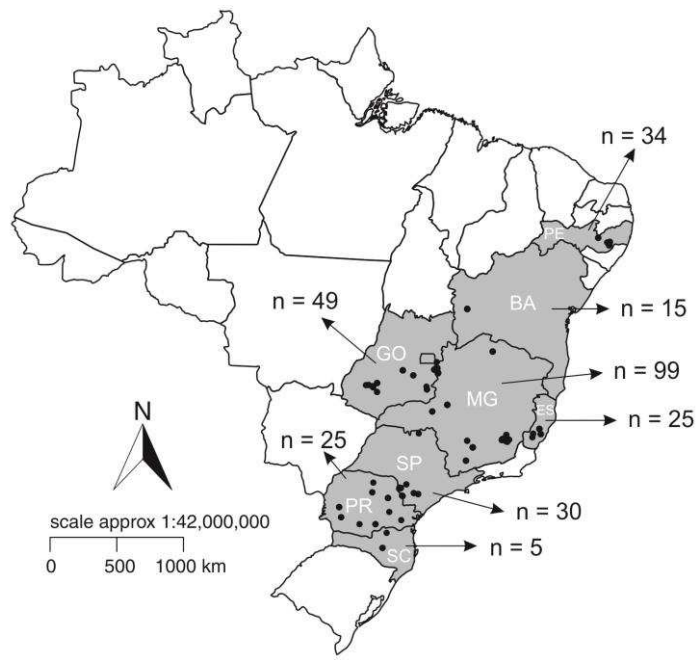 n = 34
PE
BA
n = 15
n = 49
GO
n = 99
MG
ES
n = 25
N
n = 25
SP
PR
n = 30
scale approx 1:42,000,000
n = 5
SC
0 500 1000 km